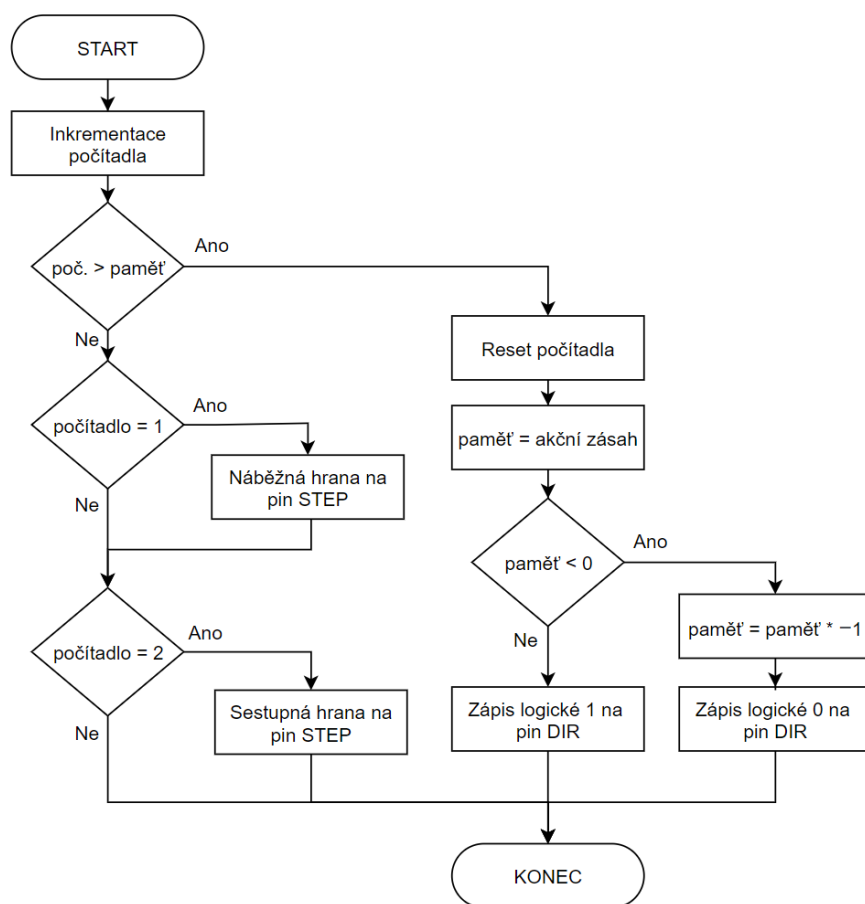 START
Inkrementace
počítadla
poč. > paměť
Ano
Ne
Reset počítadla
počítadlo = 1
Ano
Ne
paměť = akční zásah
Náběžná hrana na
pin STEP
paměť < 0
Ano
Ne
paměť = paměť * −1
počítadlo = 2
Ano
Ne
Sestupná hrana na
pin STEP
Zápis logické 1 na
pin DIR
Zápis logické 0 na
pin DIR
KONEC